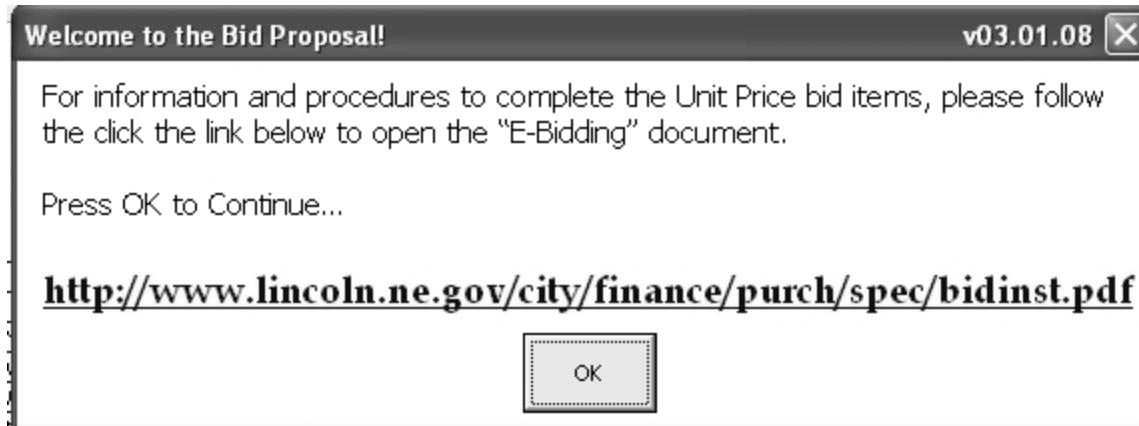 Welcome to the Bid Proposal! v03.01.08
For information and procedures to complete the Unit Price bid items, please follow
the click the link below to open the “E-Bidding” document.
Press OK to Continue...
http://www.lincoln.ne.gov/city/finance/purch/spec/bidinst.pdf
OK